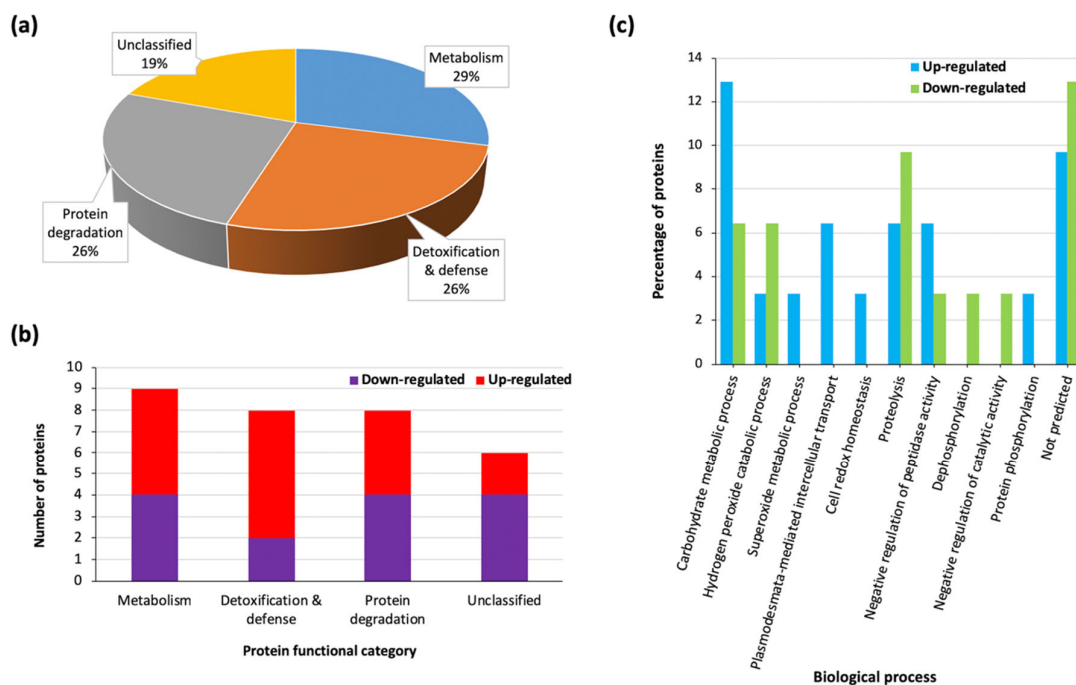 (a)
Unclassified
19%
Metabolism
29%
Protein
degradation
26%
Detoxification
& defense
26%
(b)
Number of proteins
10
9
8
7
6
5
4
3
2
1
0
Down-regulated
Up-regulated
Metabolism
Detoxification &
defense
Protein
degradation
Unclassified
Protein functional category
(c)
Percentage of proteins
14
12
10
8
6
4
2
0
Up-regulated
Down-regulated
Carbohydrate metabolic process
Hydrogen peroxide catabolic process
Superoxide metabolic process
Plasmodesmata-mediated intercellular transport
Cell redox homeostasis
Proteolysis
Negative regulation of peptidase activity
Dephosphorylation
Negative regulation of catalytic activity
Protein phosphorylation
Not predicted
Biological process